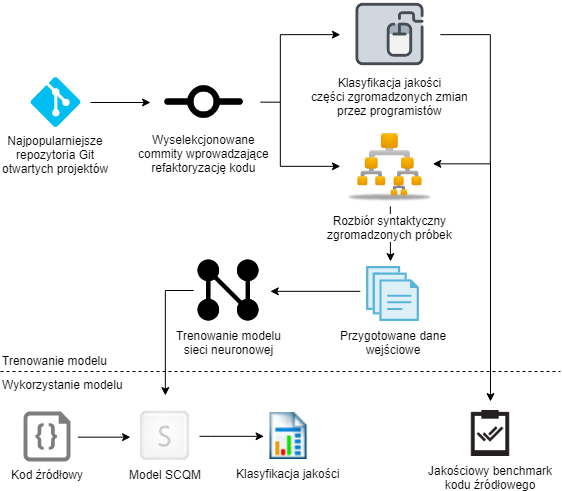 Klasyfikacja jakości
części zgromadzonych zmian
przez programistów
Najpopularniejsze
repozytoria Git
otwartych projektów
Wyselekcjonowane
commity wprowadzające
refaktoryzację kodu
Rozbiór syntaktyczny
zgromadzonych próbek
Trenowanie modelu
sieci neuronowej
Przygotowane dane
wejściowe
Trenowanie modelu
Wykorzystanie modelu
{}
S
Kod źródłowy
Model SCQM
Klasyfikacja jakości
Jakościowy benchmark
kodu źródłowego